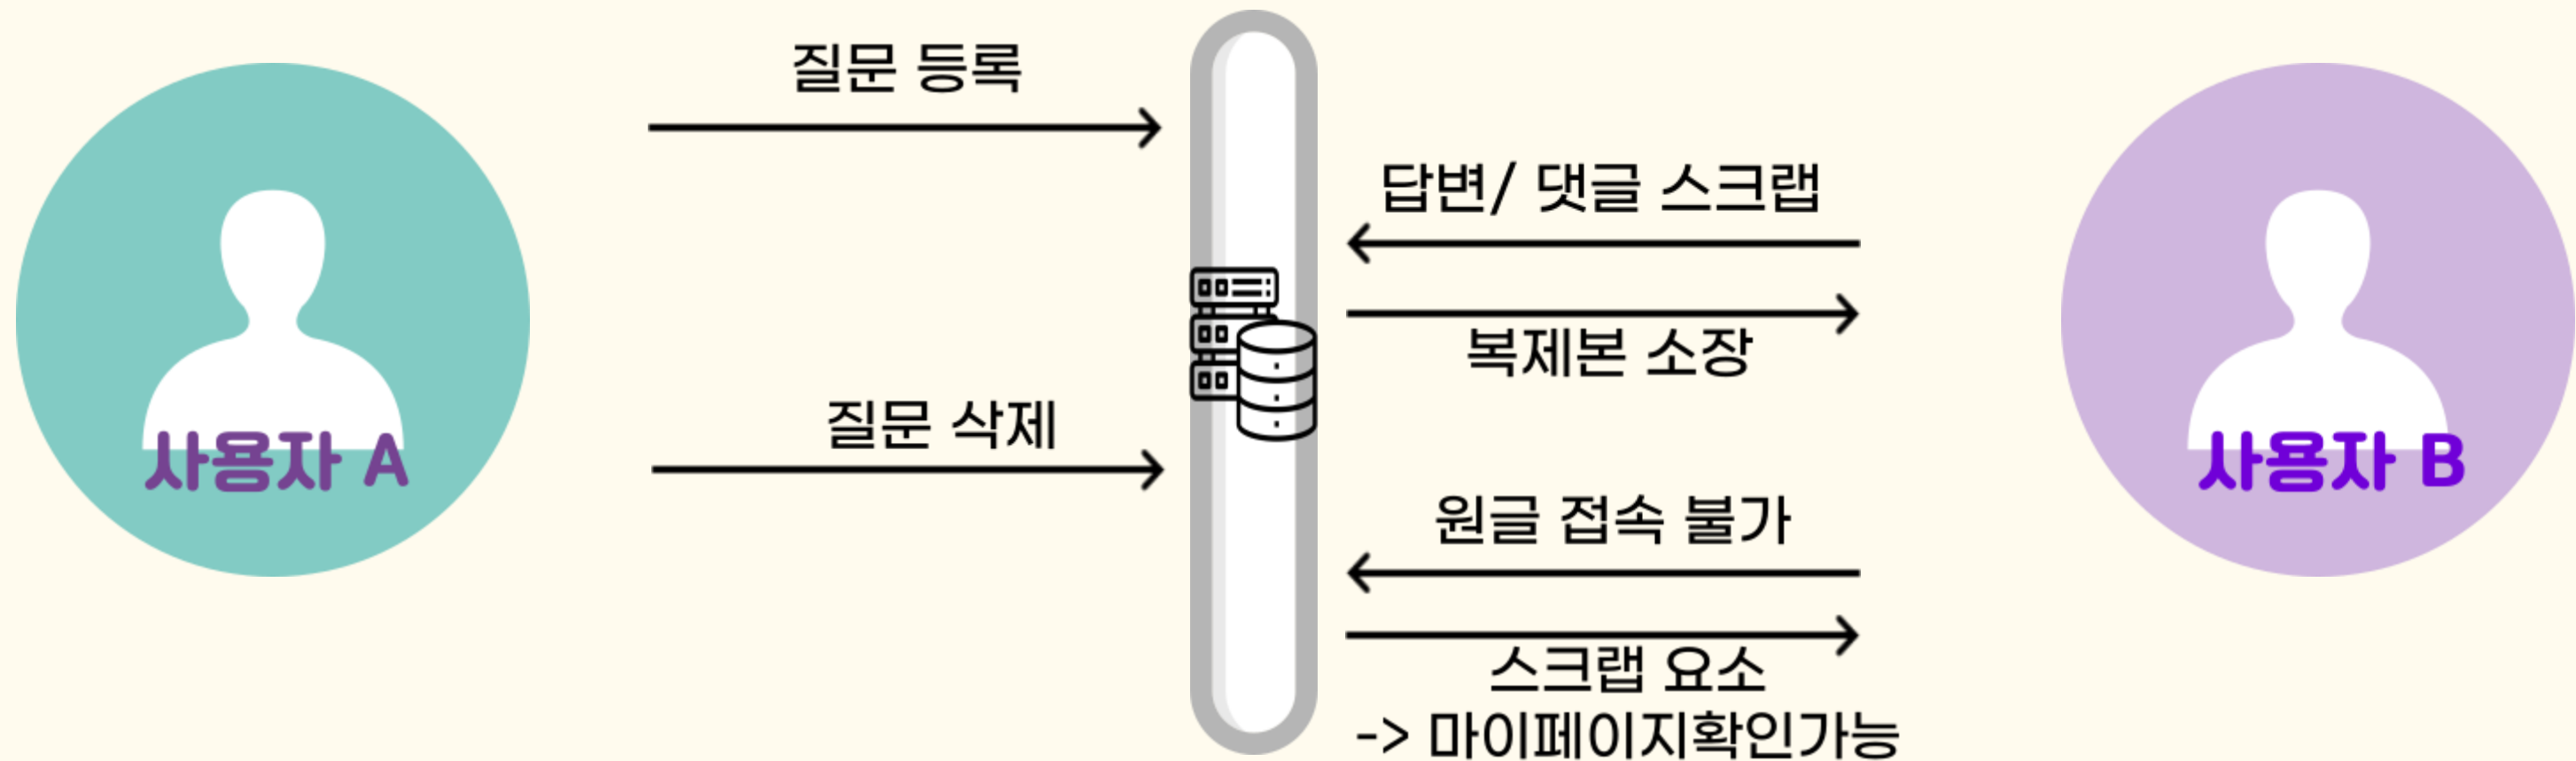 질문 등록
답변/ 댓글 스크랩
복제본 소장
질문 삭제
사용자 A
사용자 B
원글 접속 불가
스크랩 요소
-> 마이페이지확인가능